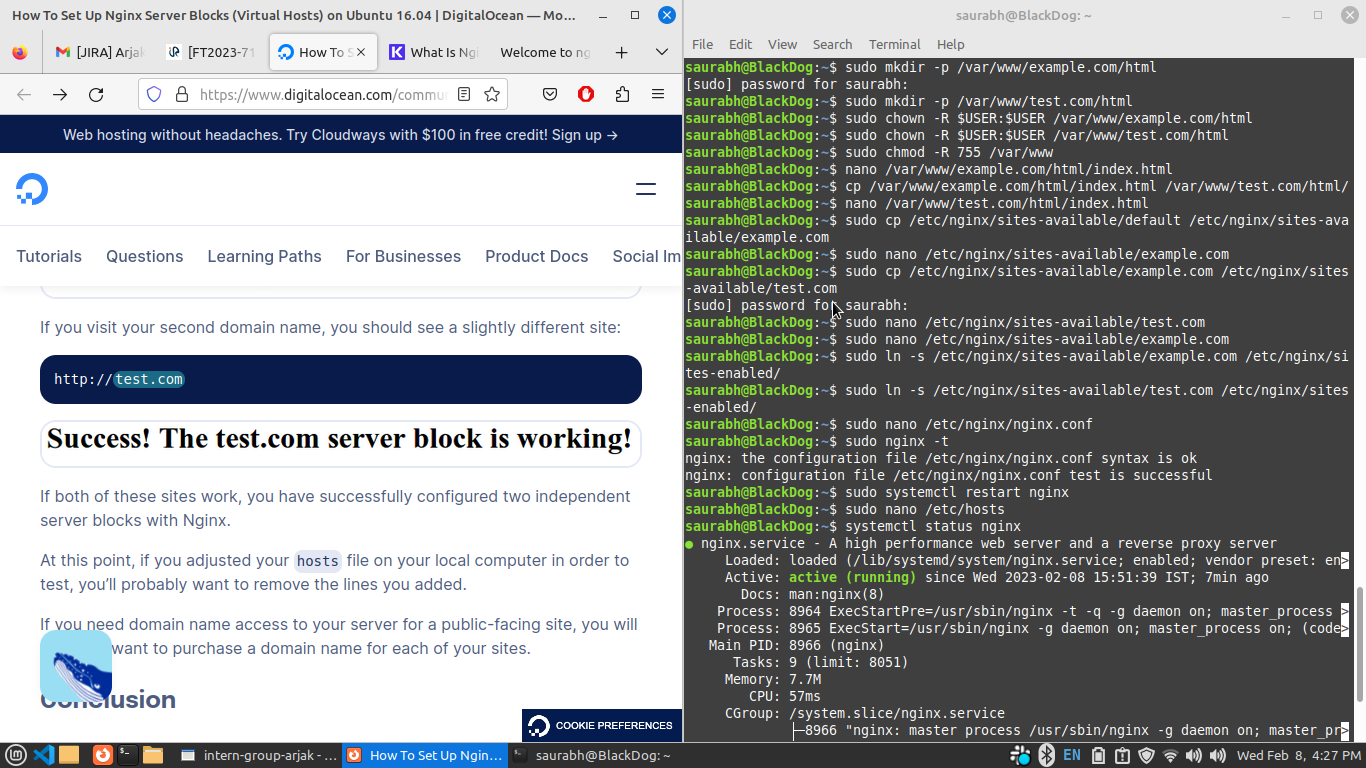 How To Set Up Nginx Server Blocks (Virtual Hosts) on Ubuntu 16.04 | DigitalOcean — Mo...
[JIRA] Arjak
[FT2023-71
How To S
What Is Ngi
Welcome to ng
https://www.digitalocean.com/commu
Web hosting without headaches. Try Cloudways with $100 in free credit! Sign up →
Tutorials Questions Learning Paths For Businesses Product Docs Social Im
If you visit your second domain name, you should see a slightly different site:
http://test.com
Success! The test.com server block is working!
If both of these sites work, you have successfully configured two independent
server blocks with Nginx.
At this point, if you adjusted your hosts file on your local computer in order to
test, you’ll probably want to remove the lines you added.
If you need domain name access to your server for a public-facing site, you will
want to purchase a domain name for each of your sites.
Conclusion
COOKIE PREFERENCES
saurabh@BlackDog: ~
File Edit View Search Terminal Help
saurabh@BlackDog:~$ sudo mkdir -p /var/www/example.com/html
[sudo] password for saurabh:
saurabh@BlackDog:~$ sudo mkdir -p /var/www/test.com/html
saurabh@BlackDog:~$ sudo chown -R $USER:$USER /var/www/example.com/html
saurabh@BlackDog:~$ sudo chown -R $USER:$USER /var/www/test.com/html
saurabh@BlackDog:~$ sudo chmod -R 755 /var/www
saurabh@BlackDog:~$ nano /var/www/example.com/html/index.html
saurabh@BlackDog:~$ cp /var/www/example.com/html/index.html /var/www/test.com/html/
saurabh@BlackDog:~$ nano /var/www/test.com/html/index.html
saurabh@BlackDog:~$ sudo cp /etc/nginx/sites-available/default /etc/nginx/sites-ava
ilable/example.com
saurabh@BlackDog:~$ sudo nano /etc/nginx/sites-available/example.com
saurabh@BlackDog:~$ sudo cp /etc/nginx/sites-available/example.com /etc/nginx/sites
-available/test.com
[sudo] password for saurabh:
saurabh@BlackDog:~$ sudo nano /etc/nginx/sites-available/test.com
saurabh@BlackDog:~$ sudo nano /etc/nginx/sites-available/example.com
saurabh@BlackDog:~$ sudo ln -s /etc/nginx/sites-available/example.com /etc/nginx/si
tes-enabled/
saurabh@BlackDog:~$ sudo ln -s /etc/nginx/sites-available/test.com /etc/nginx/sites
-enabled/
saurabh@BlackDog:~$ sudo nano /etc/nginx/nginx.conf
saurabh@BlackDog:~$ sudo nginx -t
nginx: the configuration file /etc/nginx/nginx.conf syntax is ok
nginx: configuration file /etc/nginx/nginx.conf test is successful
saurabh@BlackDog:~$ sudo systemctl restart nginx
saurabh@BlackDog:~$ sudo nano /etc/hosts
saurabh@BlackDog:~$ systemctl status nginx
● nginx.service - A high performance web server and a reverse proxy server
Loaded: loaded (/lib/systemd/system/nginx.service; enabled; vendor preset: en>
Active: active (running) since Wed 2023-02-08 15:51:39 IST; 7min ago
Docs: man:nginx(8)
Process: 8964 ExecStartPre=/usr/sbin/nginx -t -q -g daemon on; master_process >
Process: 8965 ExecStart=/usr/sbin/nginx -g daemon on; master_process on; (code>
Main PID: 8966 (nginx)
Tasks: 9 (limit: 8051)
Memory: 7.7M
CPU: 57ms
CGroup: /system.slice/nginx.service
├─8966 "nginx: master process /usr/sbin/nginx -g daemon on; master_pr>
intern-group-arjak - ...
How To Set Up Nginx...
saurabh@BlackDog: ~
EN
Wed Feb 8, 4:27 PM